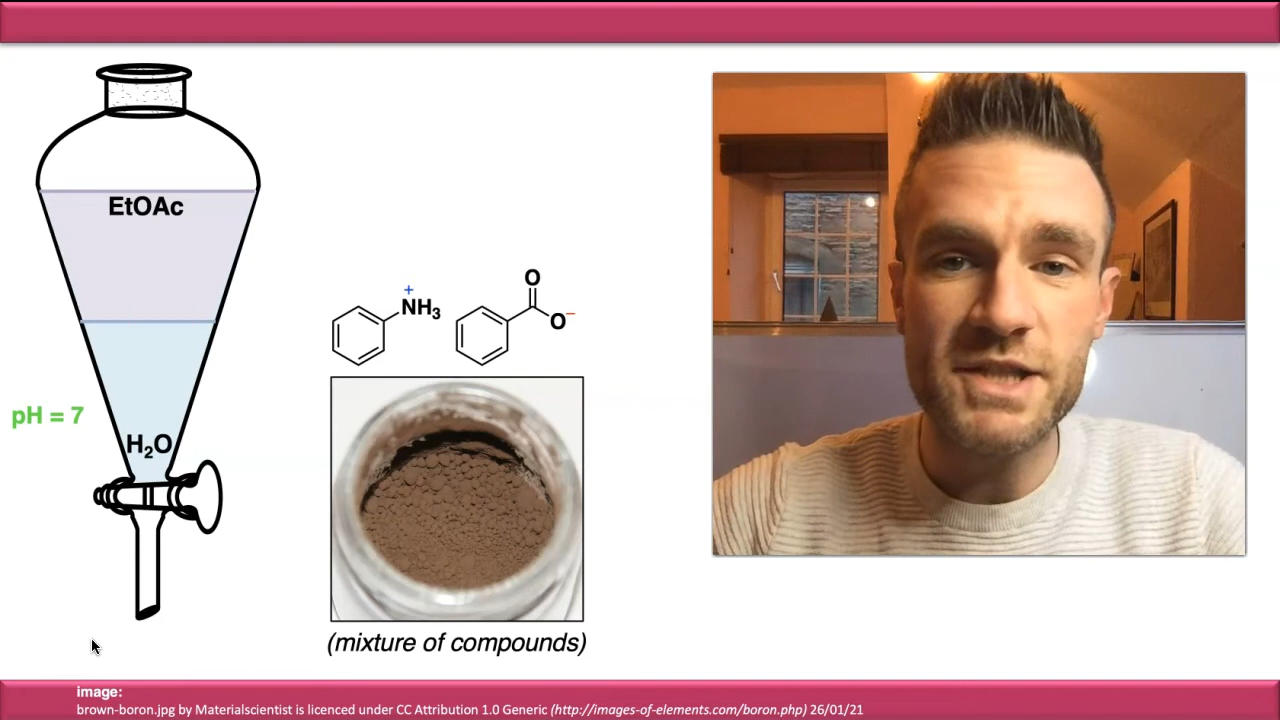 EtOAc
pH = 7
H₂O
+
NH₃
O
O⁻
(mixture of compounds)
image:
brown-boron.jpg by Materialscientist is licenced under CC Attribution 1.0 Generic (http://images-of-elements.com/boron.php) 26/01/21